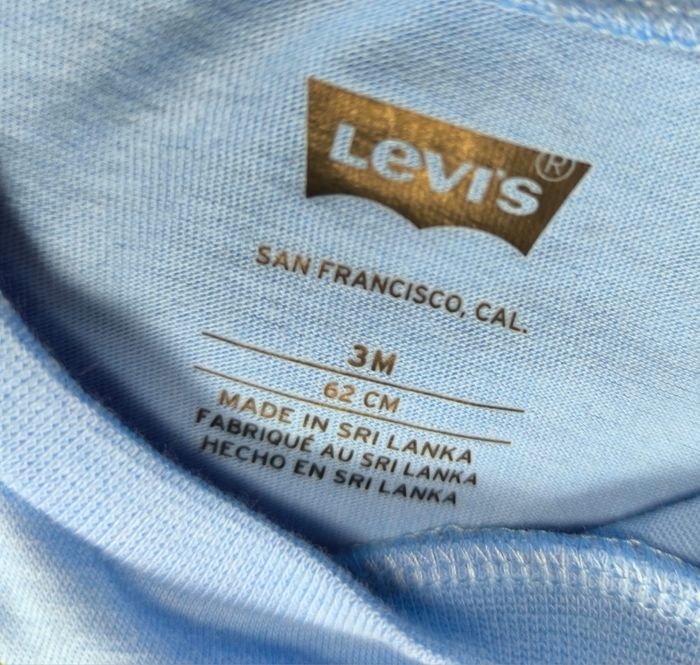 Levi's®
SAN FRANCISCO, CAL.
3M
62 CM
MADE IN SRI LANKA
FABRIQUÉ AU SRI LANKA
HECHO EN SRI LANKA